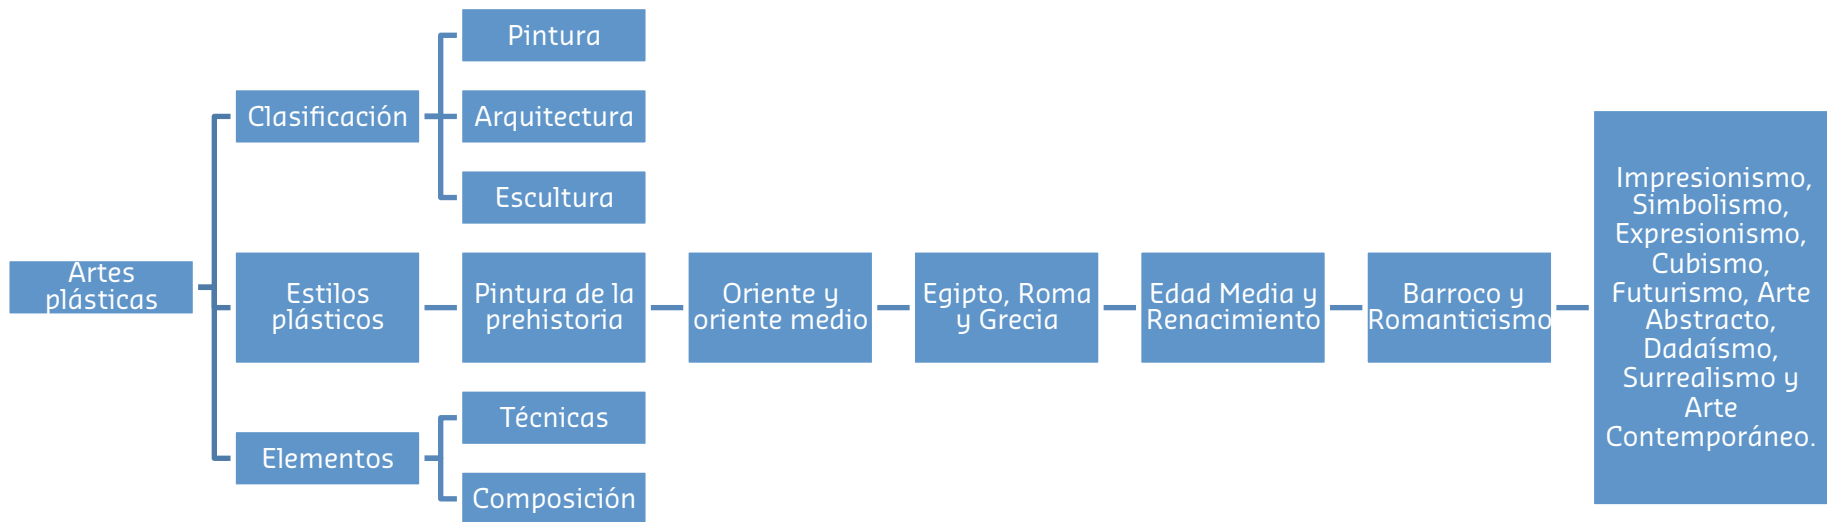 Artes
plásticas
Clasificación
Pintura
Arquitectura
Escultura
Estilos
plásticos
Pintura de la
prehistoria
Oriente y
oriente medio
Egipto, Roma
y Grecia
Edad Media y
Renacimiento
Barroco y
Romanticismo
Impresionismo,
Simbolismo,
Expresionismo,
Cubismo,
Futurismo, Arte
Abstracto,
Dadaísmo,
Surrealismo y
Arte
Contemporáneo.
Elementos
Técnicas
Composición